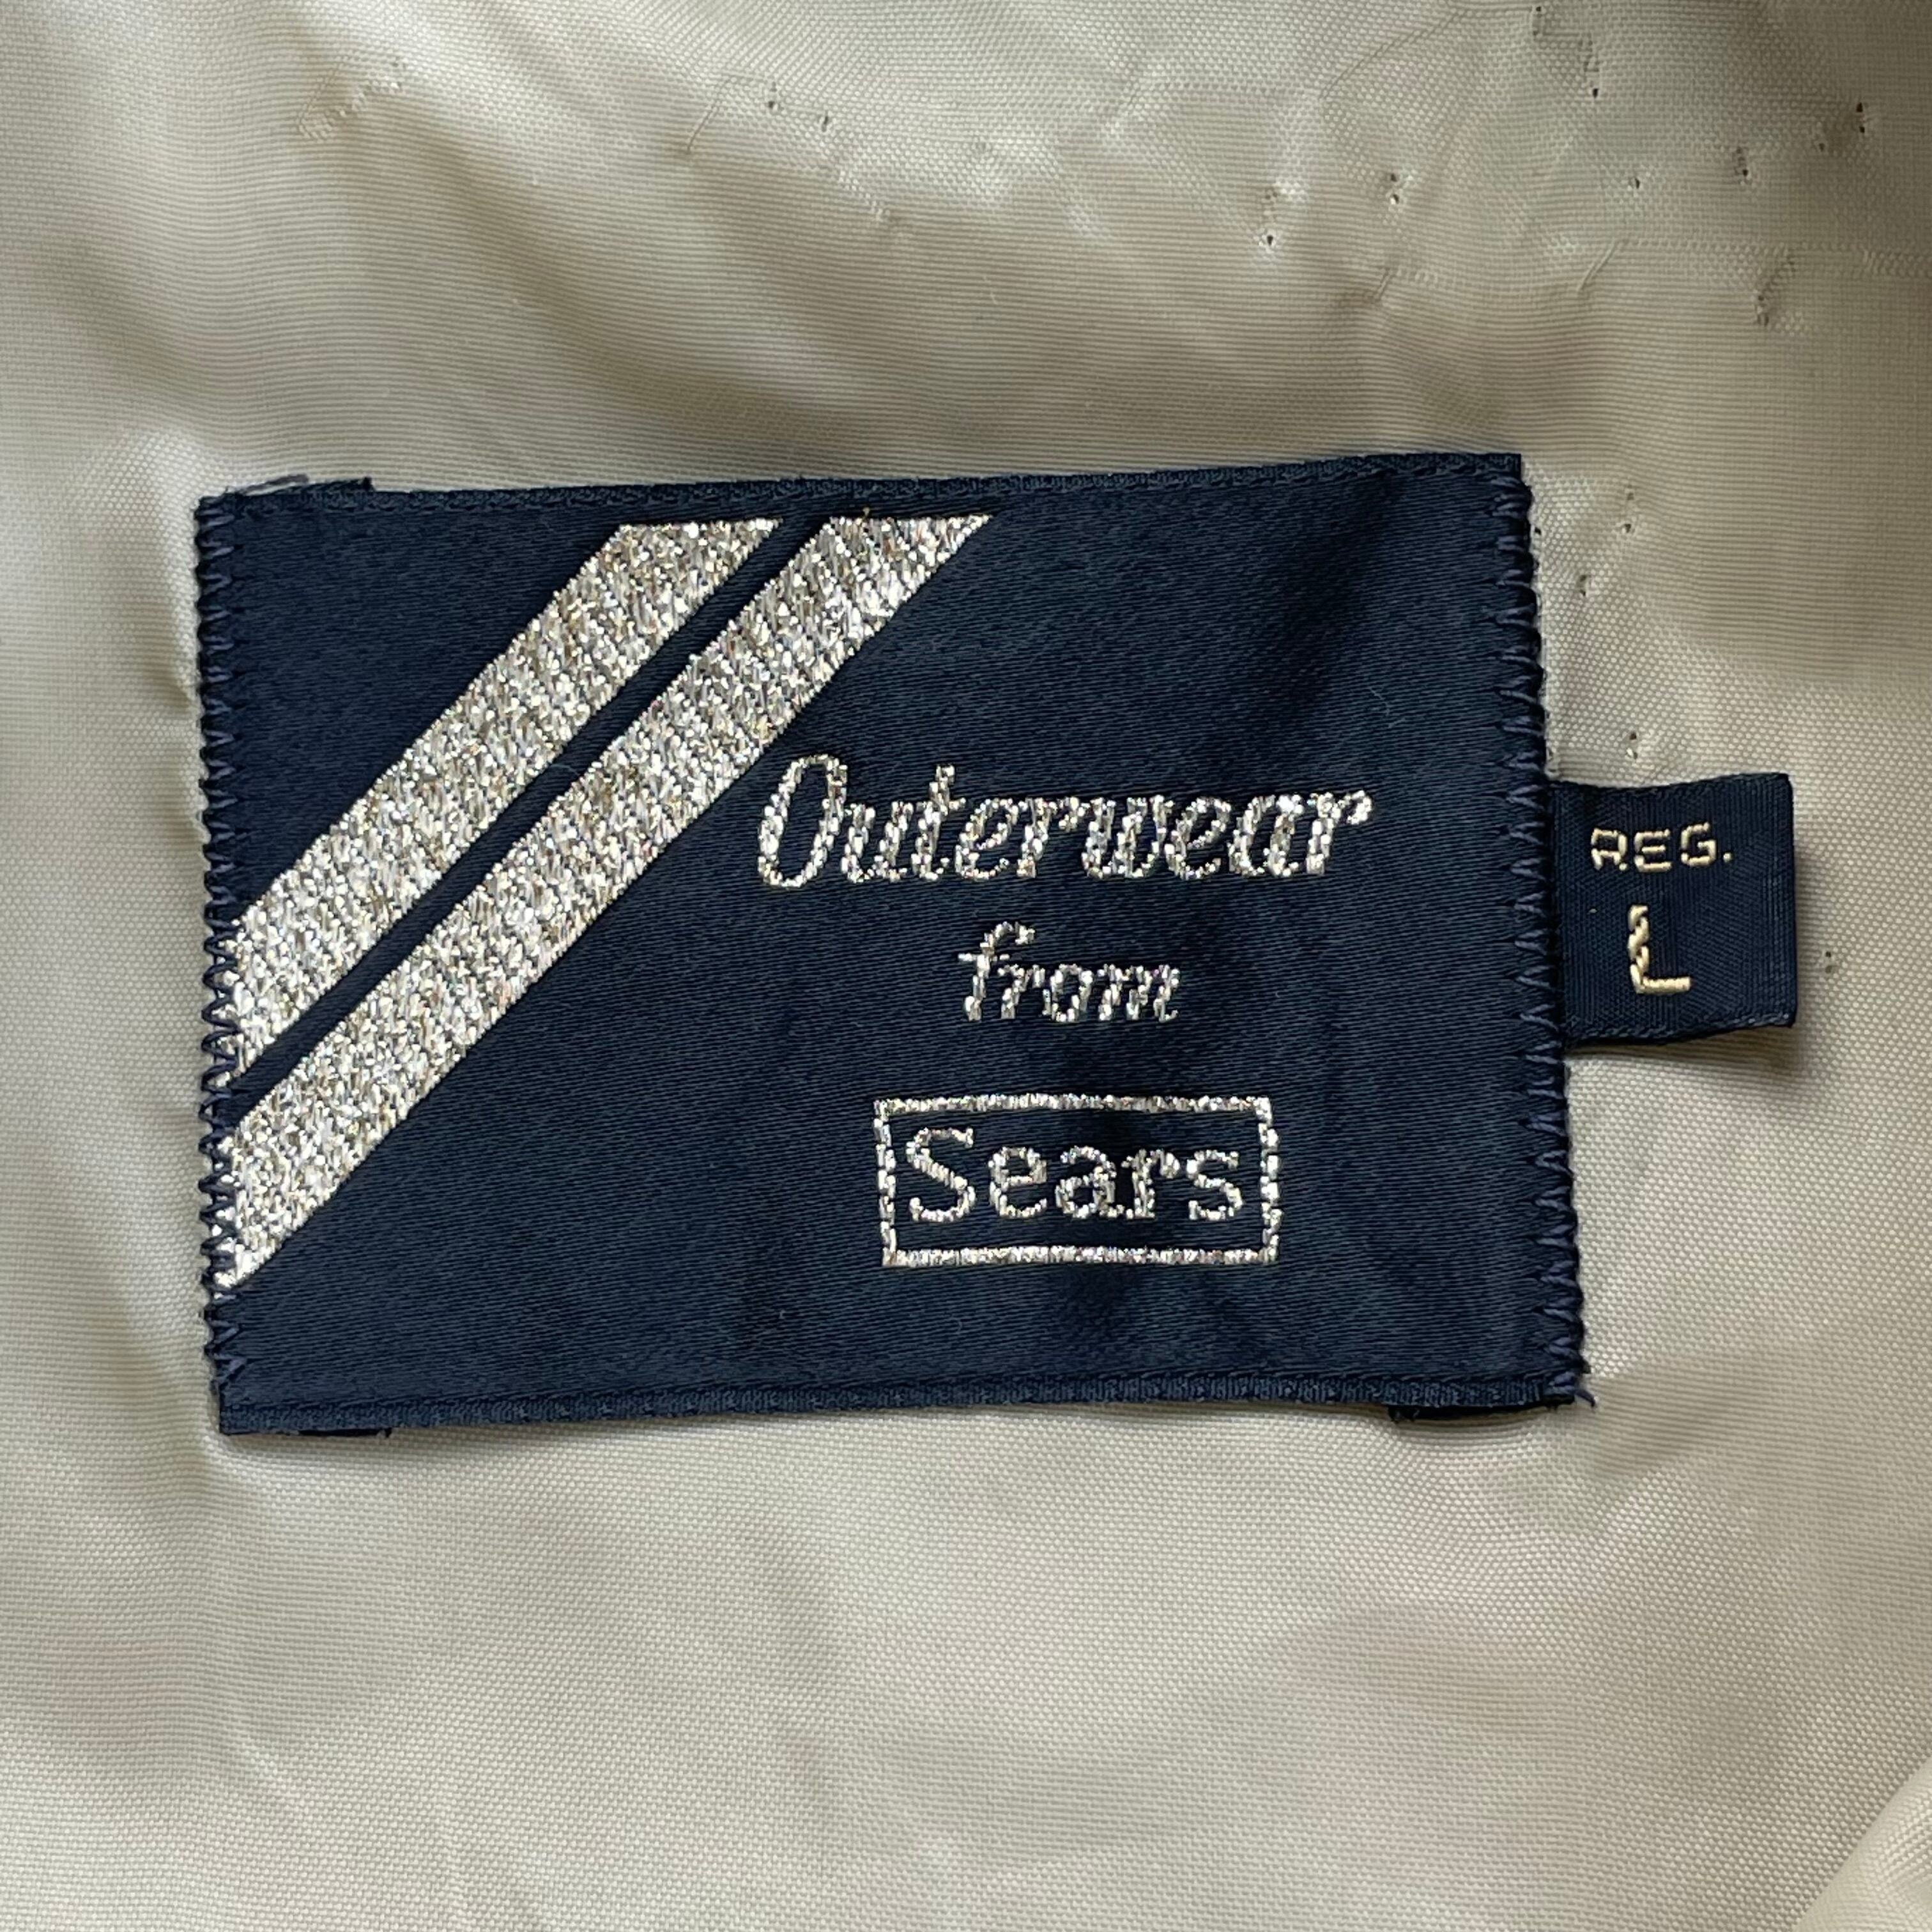 Outerwear
from
Sears
REG.
L